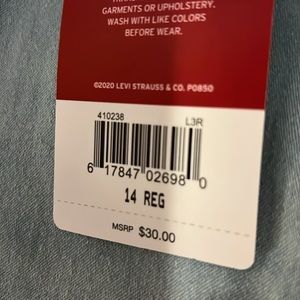 GARMENTS OR UPHOLSTERY.
WASH WITH LIKE COLORS
BEFORE WEAR.
©2020 LEVI STRAUSS & CO. P0850
410238 L3R
6 17847 02698 0
14 REG
MSRP $30.00